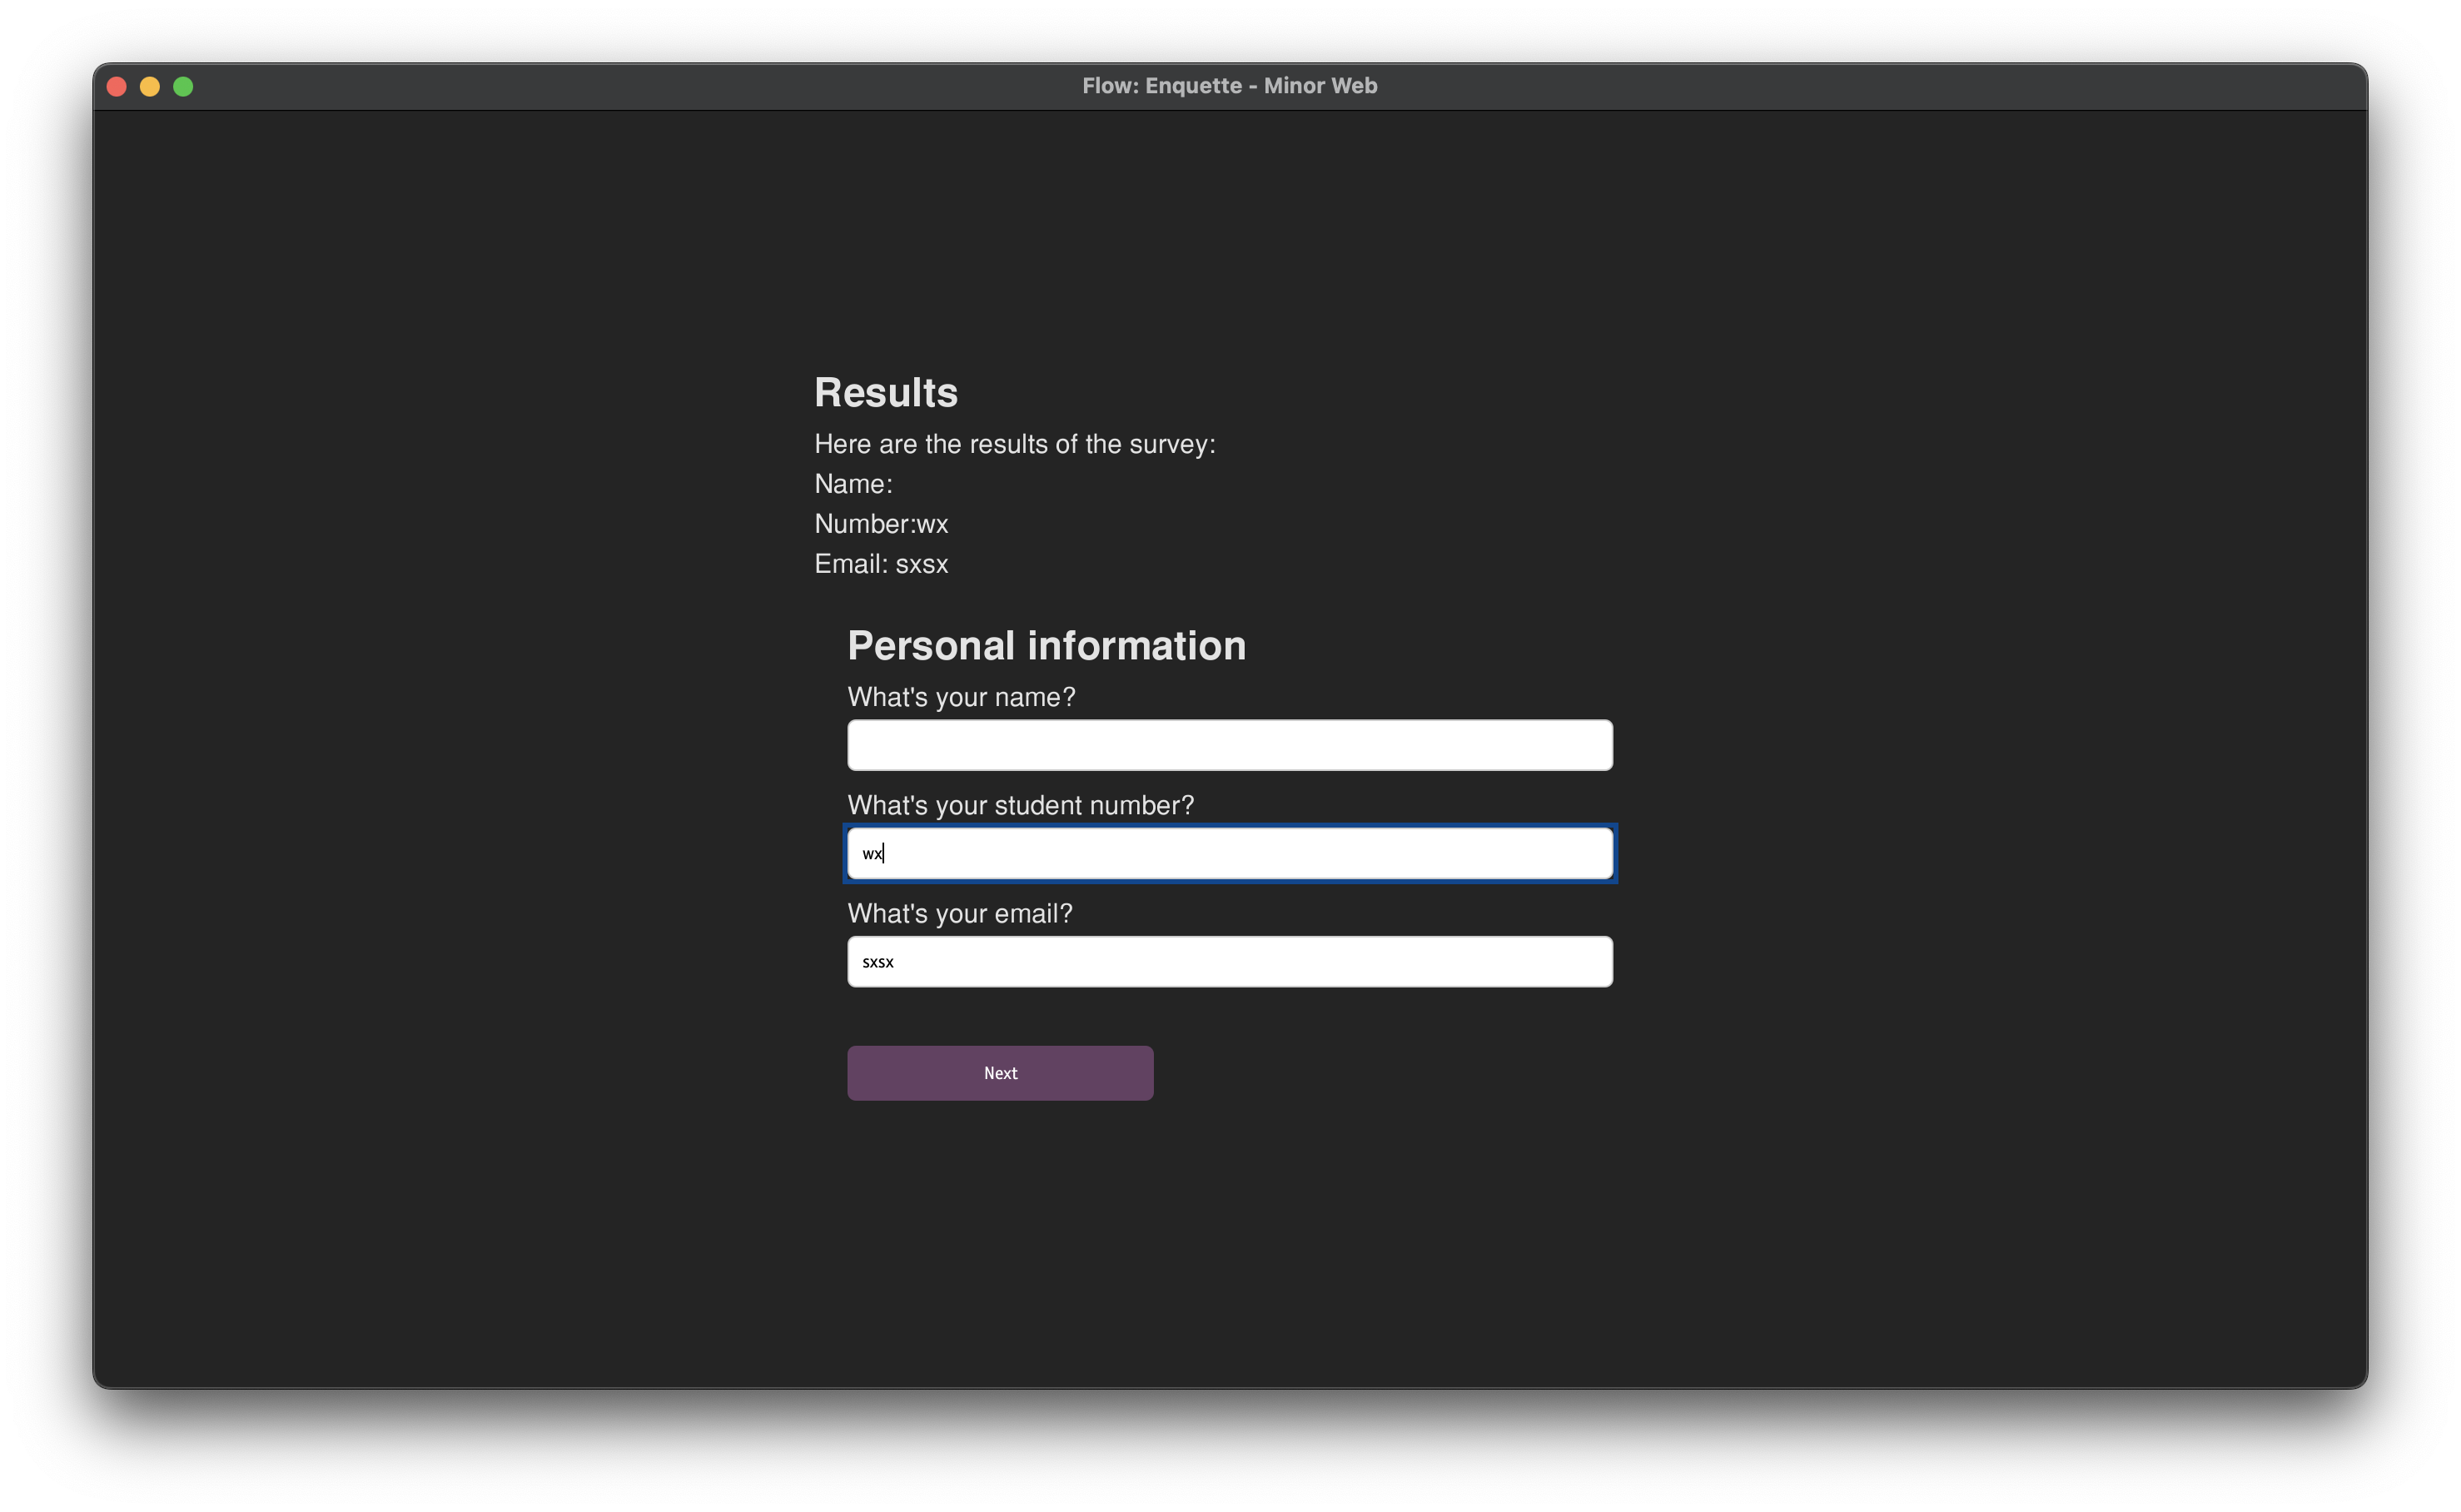 Flow: Enquette - Minor Web
Results
Here are the results of the survey:
Name:
Number:wx
Email: sxsx
Personal information
What's your name?
What's your student number?
wx
What's your email?
sxsx
Next